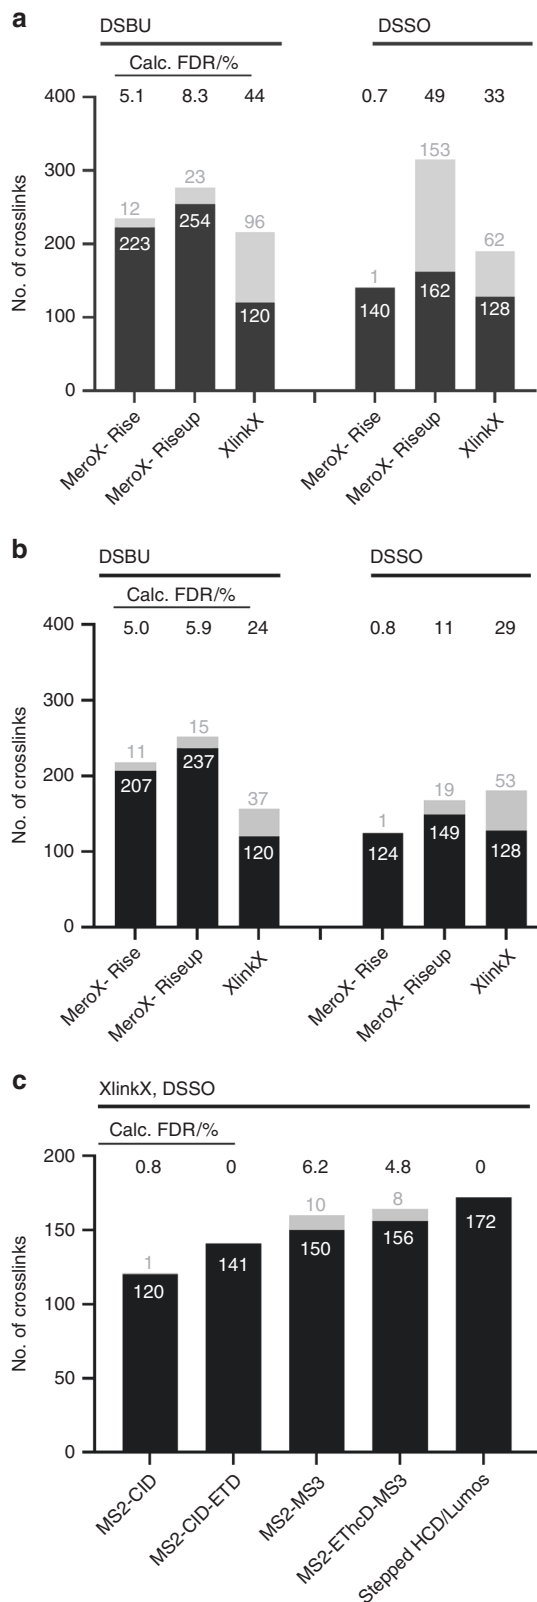 a
DSBU DSSO
Calc. FDR/%
5.1 8.3 44 0.7 49 33
400
300
200
100
0
No. of crosslinks
12 23 96 1 153 62
223 254 120 140 162 128
MeroX- Rise MeroX- Riseup XlinkX MeroX- Rise MeroX- Riseup XlinkX
b
DSBU DSSO
Calc. FDR/%
5.0 5.9 24 0.8 11 29
400
300
200
100
0
No. of crosslinks
11 15 37 1 19 53
207 237 120 124 149 128
MeroX- Rise MeroX- Riseup XlinkX MeroX- Rise MeroX- Riseup XlinkX
c
XlinkX, DSSO
Calc. FDR/%
0.8 0 6.2 4.8 0
200
150
100
50
0
No. of crosslinks
1 10 8
120 141 150 156 172
MS2-CID MS2-CID-ETD MS2-MS3 MS2-EThcD-MS3 Stepped HCD/Lumos